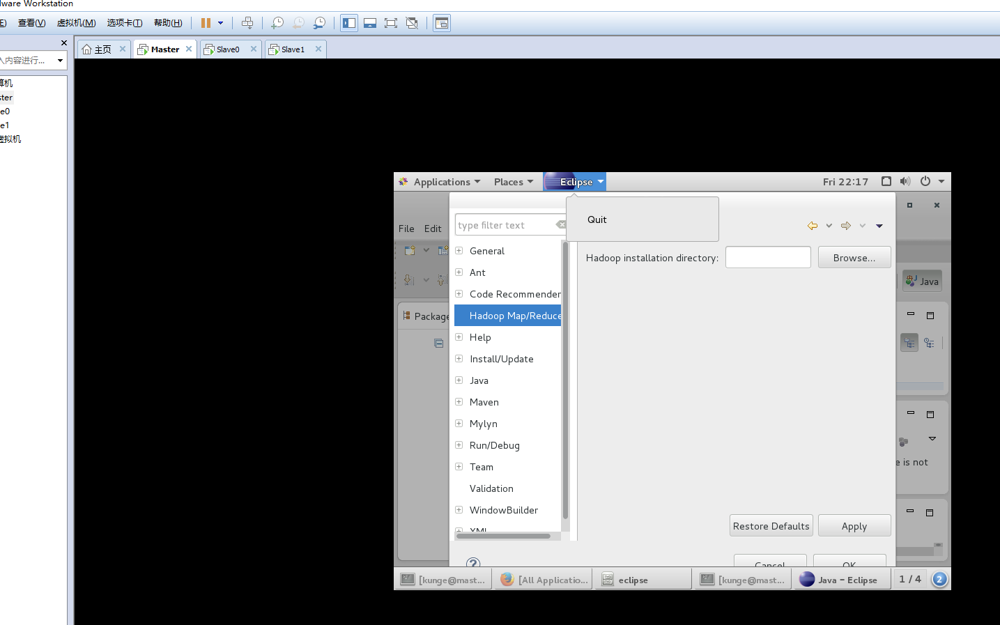 ware Workstation
E) 查看(V) 虚拟机(M) 选项卡(T) 帮助(H)
主页 Master Slave0 Slave1
入内容进行...
算机
ster
e0
e1
虚拟机
Applications Places Eclipse Fri 22:17
Quit
File Edit
type filter text
General
Ant
Code Recommender
Hadoop Map/Reduce
Help
Install/Update
Java
Maven
Mylyn
Run/Debug
Team
Validation
WindowBuilder
XML
Hadoop installation directory: Browse...
Java
Package
e is not
Restore Defaults Apply
Cancel OK
[kunge@mast... [All Applicatio... eclipse [kunge@mast... Java - Eclipse 1 / 4 2